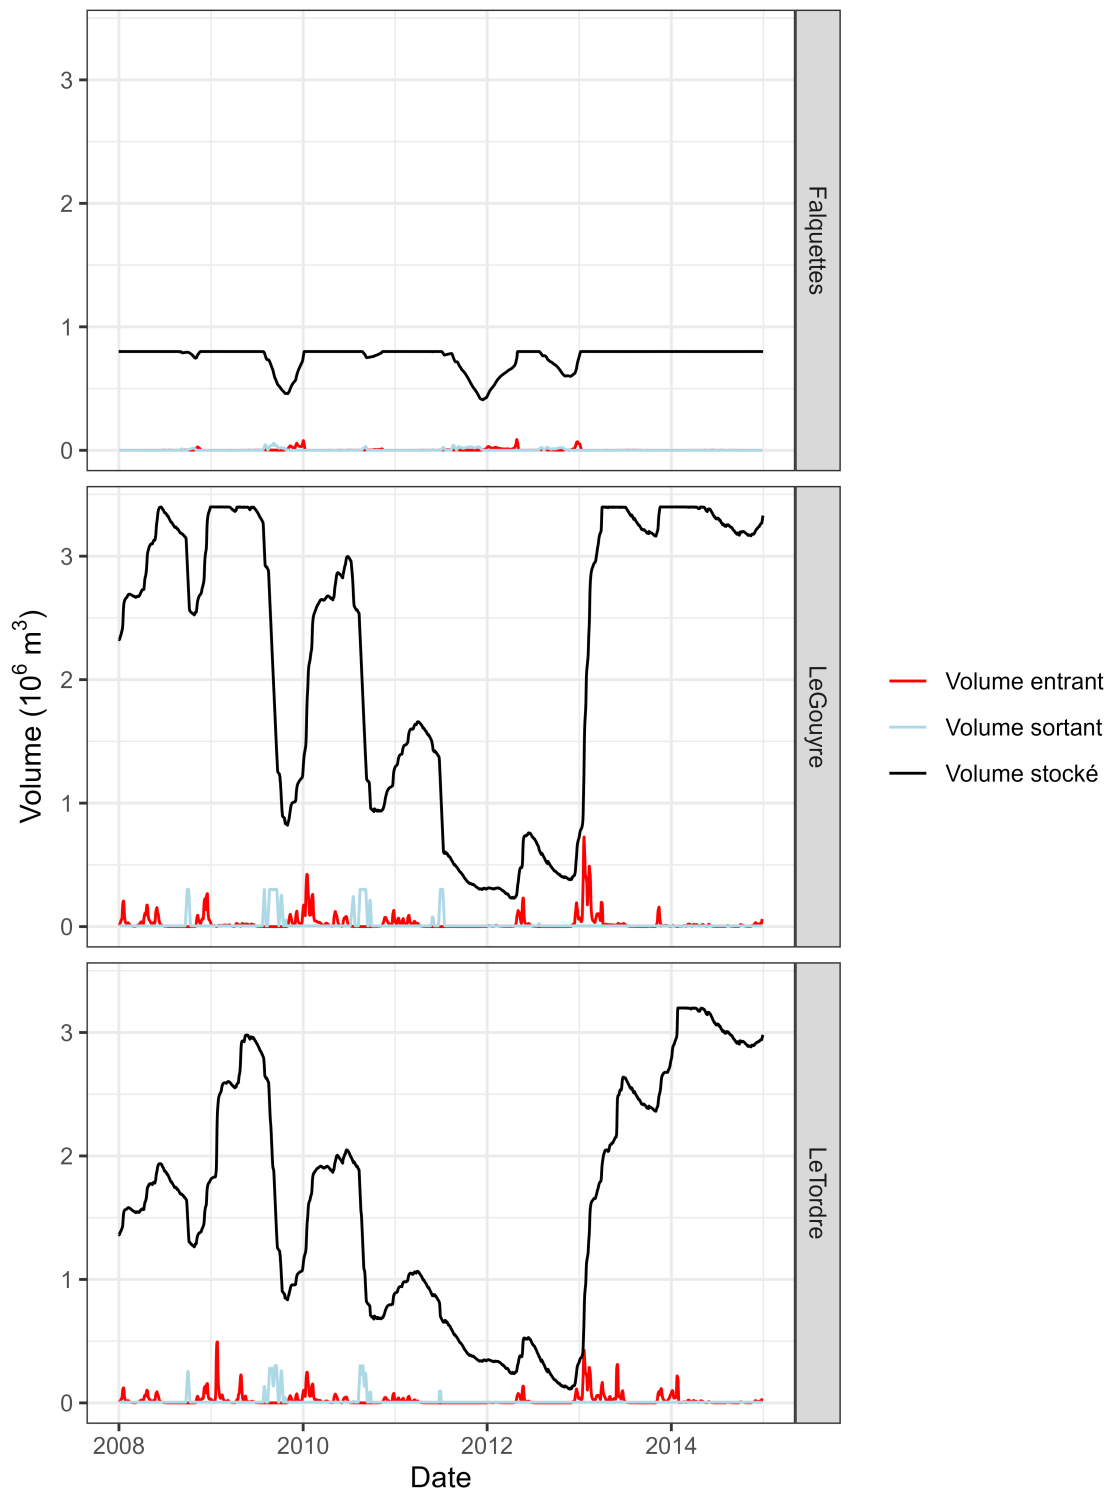 3
2
1
0
Falquettes
3
2
1
0
LeGouyre
3
2
1
0
LeTordre
2008 2010 2012 2014
Date
Volume (10⁶ m³)
Volume entrant
Volume sortant
Volume stocké